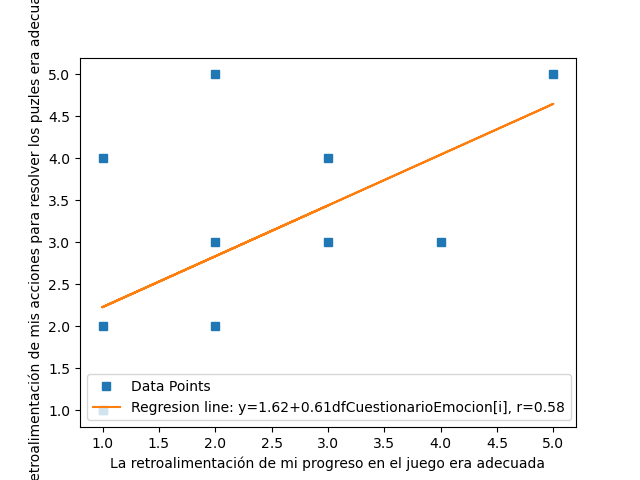 etroalimentación de mis acciones para resolver los puzles era adecua
5.0
4.5
4.0
3.5
3.0
2.5
2.0
1.5
1.0
Data Points
Regresion line: y=1.62+0.61dfCuestionarioEmocion[i], r=0.58
1.0 1.5 2.0 2.5 3.0 3.5 4.0 4.5 5.0
La retroalimentación de mi progreso en el juego era adecuada